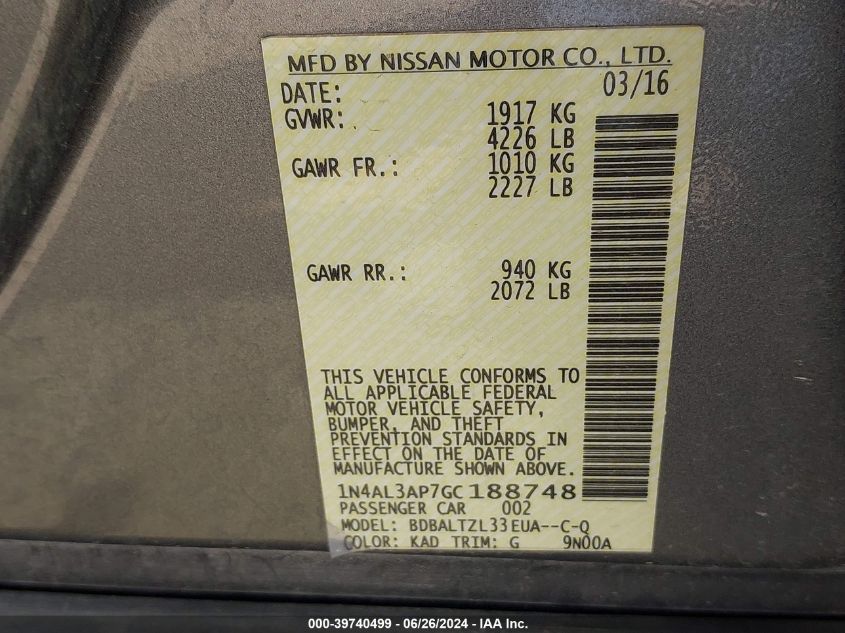 MFD BY NISSAN MOTOR CO., LTD.
DATE: 03/16
GVWR: 1917 KG
4226 LB
GAWR FR.: 1010 KG
2227 LB
GAWR RR.: 940 KG
2072 LB
THIS VEHICLE CONFORMS TO
ALL APPLICABLE FEDERAL
MOTOR VEHICLE SAFETY,
BUMPER, AND THEFT
PREVENTION STANDARDS IN
EFFECT ON THE DATE OF
MANUFACTURE SHOWN ABOVE.
1N4AL3AP7GC188748
PASSENGER CAR 002
MODEL: BDBALTZL33EUA--C-Q
COLOR: KAD TRIM: G 9N00A
000-39740499 - 06/26/2024 - IAA Inc.